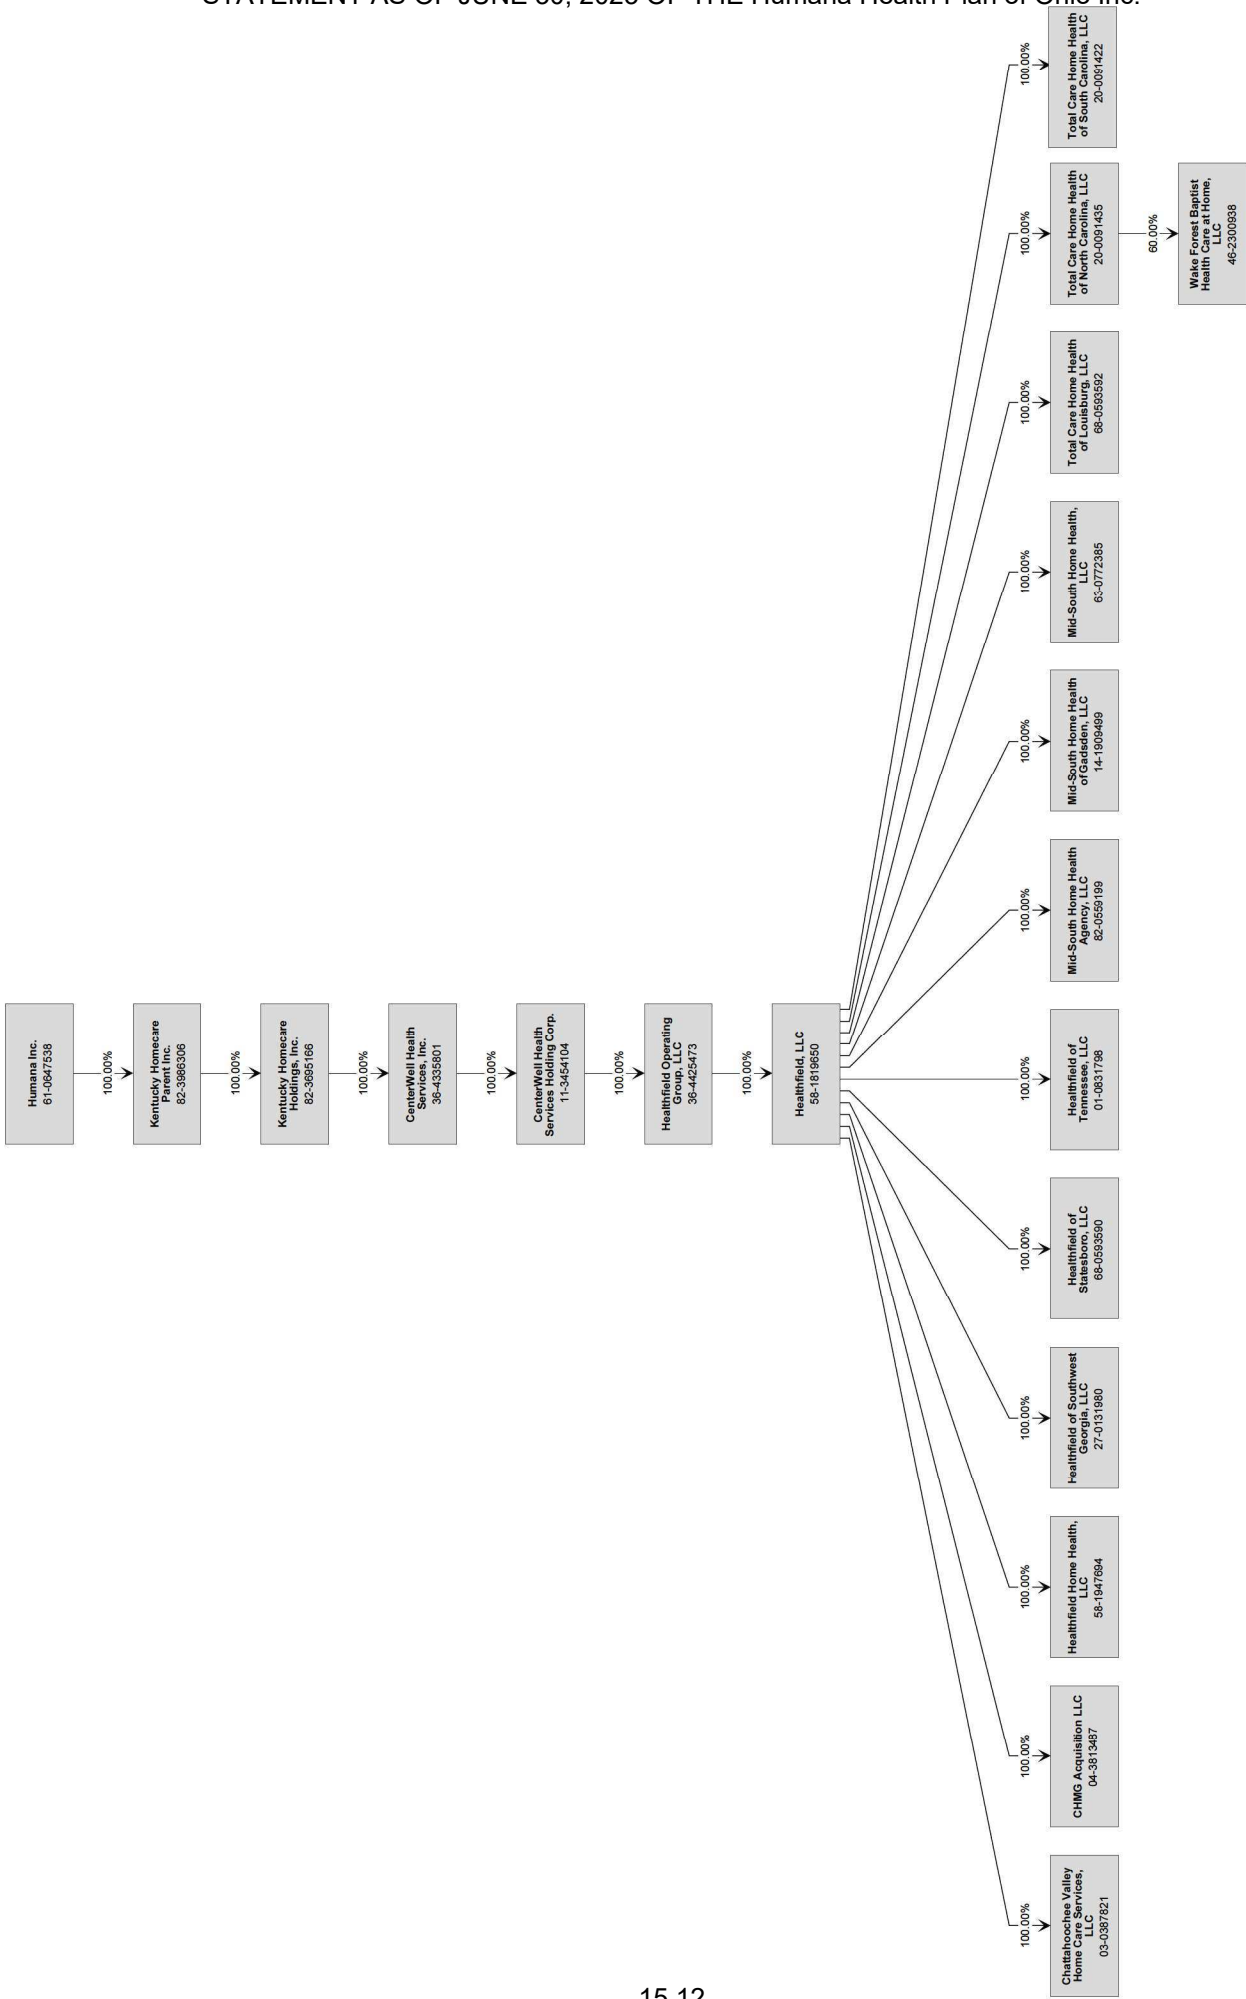 STATEMENT AS OF JUNE 30, OF THE Humana Health Plan of Ohio Inc.
Humana Inc.
61-0647538
100.00%
Kentucky Homecare
Parent Inc.
82-3986306
100.00%
Kentucky Homecare
Holdings, Inc.
82-3695166
100.00%
CenterWell Health
Services, Inc.
36-4335801
100.00%
CenterWell Health
Services Holding Corp.
11-3454104
100.00%
Healthfield Operating
Group, LLC
36-4425473
100.00%
Healthfield, LLC
58-1819650
100.00%
Chattahoochee Valley
Home Care Services,
LLC
03-0387821
100.00%
CHMG Acquisition LLC
04-3813487
100.00%
Healthfield Home Health,
LLC
58-1947694
100.00%
Healthfield of Southwest
Georgia, LLC
27-0131980
100.00%
Healthfield of
Statesboro, LLC
68-0593590
100.00%
Healthfield of
Tennessee, LLC
01-0831798
100.00%
Mid-South Home Health
Agency, LLC
82-0559199
100.00%
Mid-South Home Health
of Gadsden, LLC
14-1909499
100.00%
Mid-South Home Health,
LLC
63-0772385
100.00%
Total Care Home Health
of Louisburg, LLC
68-0593592
100.00%
Total Care Home Health
of North Carolina, LLC
20-0091435
100.00%
Total Care Home Health
of South Carolina, LLC
20-0091422
60.00%
Wake Forest Baptist
Health Care at Home,
LLC
46-2300938
15.12